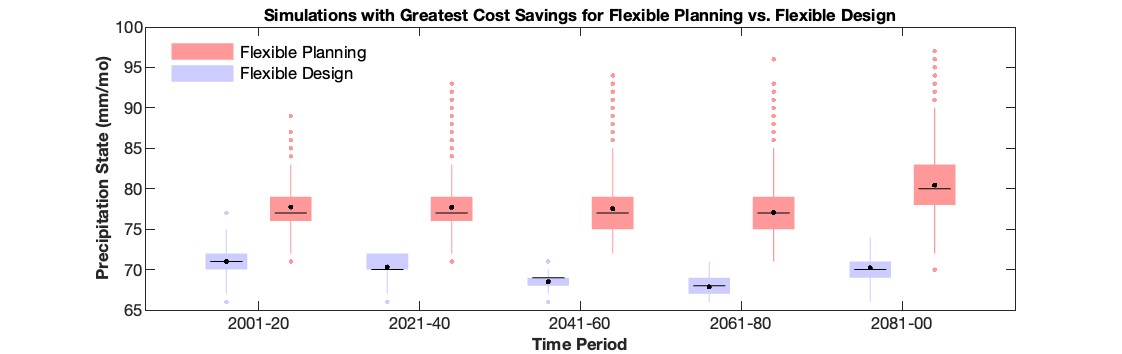 Simulations with Greatest Cost Savings for Flexible Planning vs. Flexible Design
Flexible Planning
Flexible Design
Precipitation State (mm/mo)
100
95
90
85
80
75
70
65
2001-20
2021-40
2041-60
2061-80
2081-00
Time Period